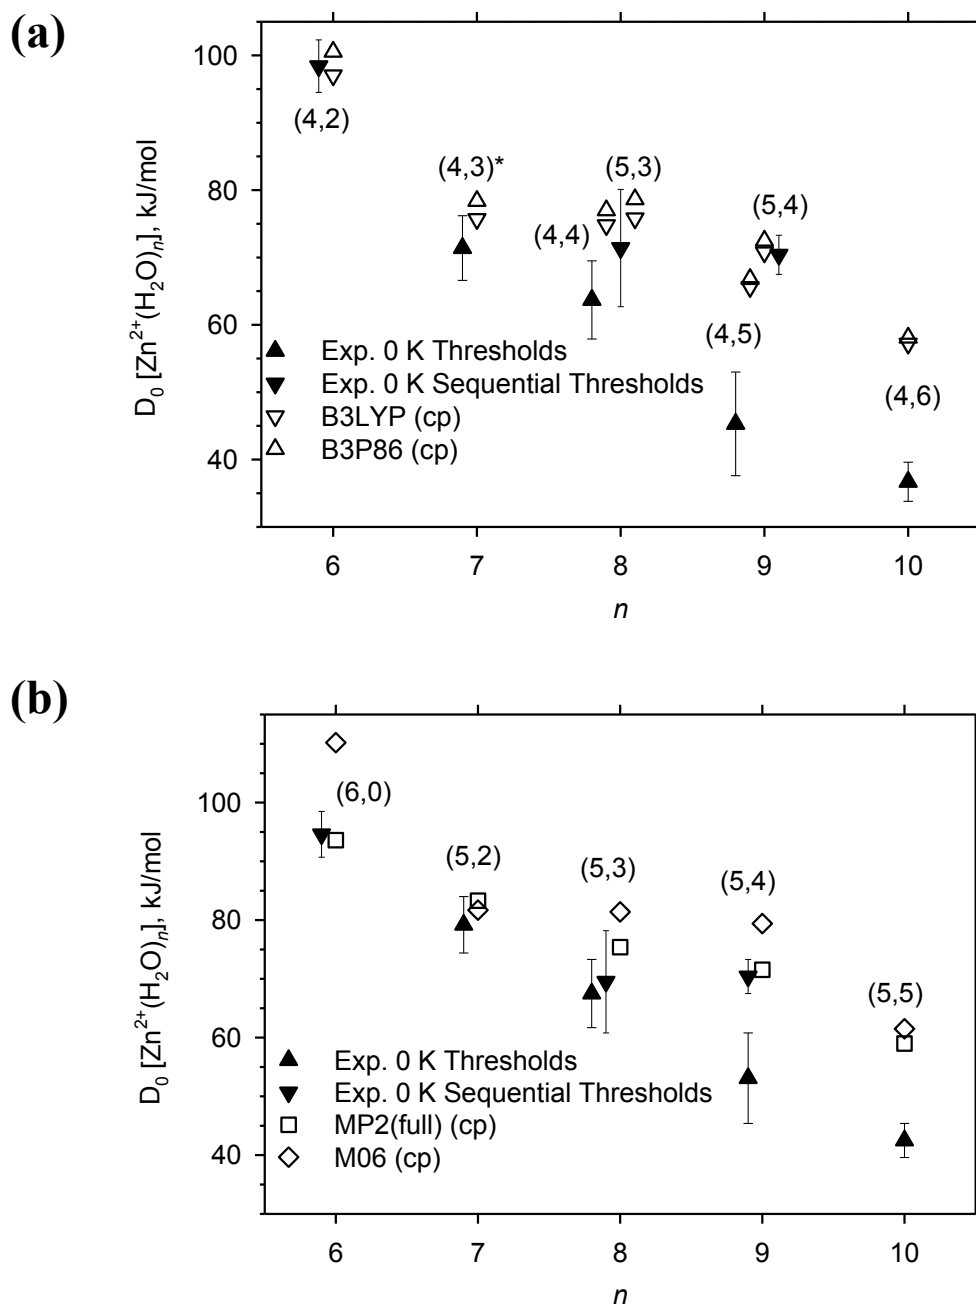 (a)
100
80
60
40
D₀ [Zn²⁺(H₂O)ₙ], kJ/mol
(4,2)
(4,3)*
(5,3)
(4,4)
(5,4)
(4,5)
(4,6)
Exp. 0 K Thresholds
Exp. 0 K Sequential Thresholds
B3LYP (cp)
B3P86 (cp)
6 7 8 9 10
n
(b)
100
80
60
40
D₀ [Zn²⁺(H₂O)ₙ], kJ/mol
(6,0)
(5,2)
(5,3)
(5,4)
(5,5)
Exp. 0 K Thresholds
Exp. 0 K Sequential Thresholds
MP2(full) (cp)
M06 (cp)
6 7 8 9 10
n